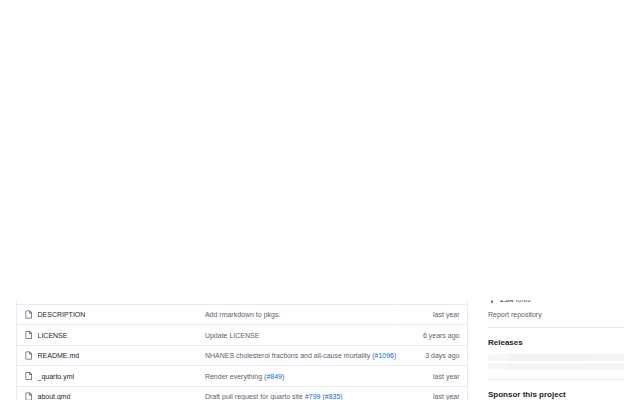 DESCRIPTION Add rmarkdown to pkgs. last year
Report repository
LICENSE Update LICENSE 6 years ago
Releases
README.md NHANES cholesterol fractions and all-cause mortality (#1096) 3 days ago
_quarto.yml Render everything (#849) last year
Sponsor this project
about.qmd Draft pull request for quarto site #799 (#835) last year